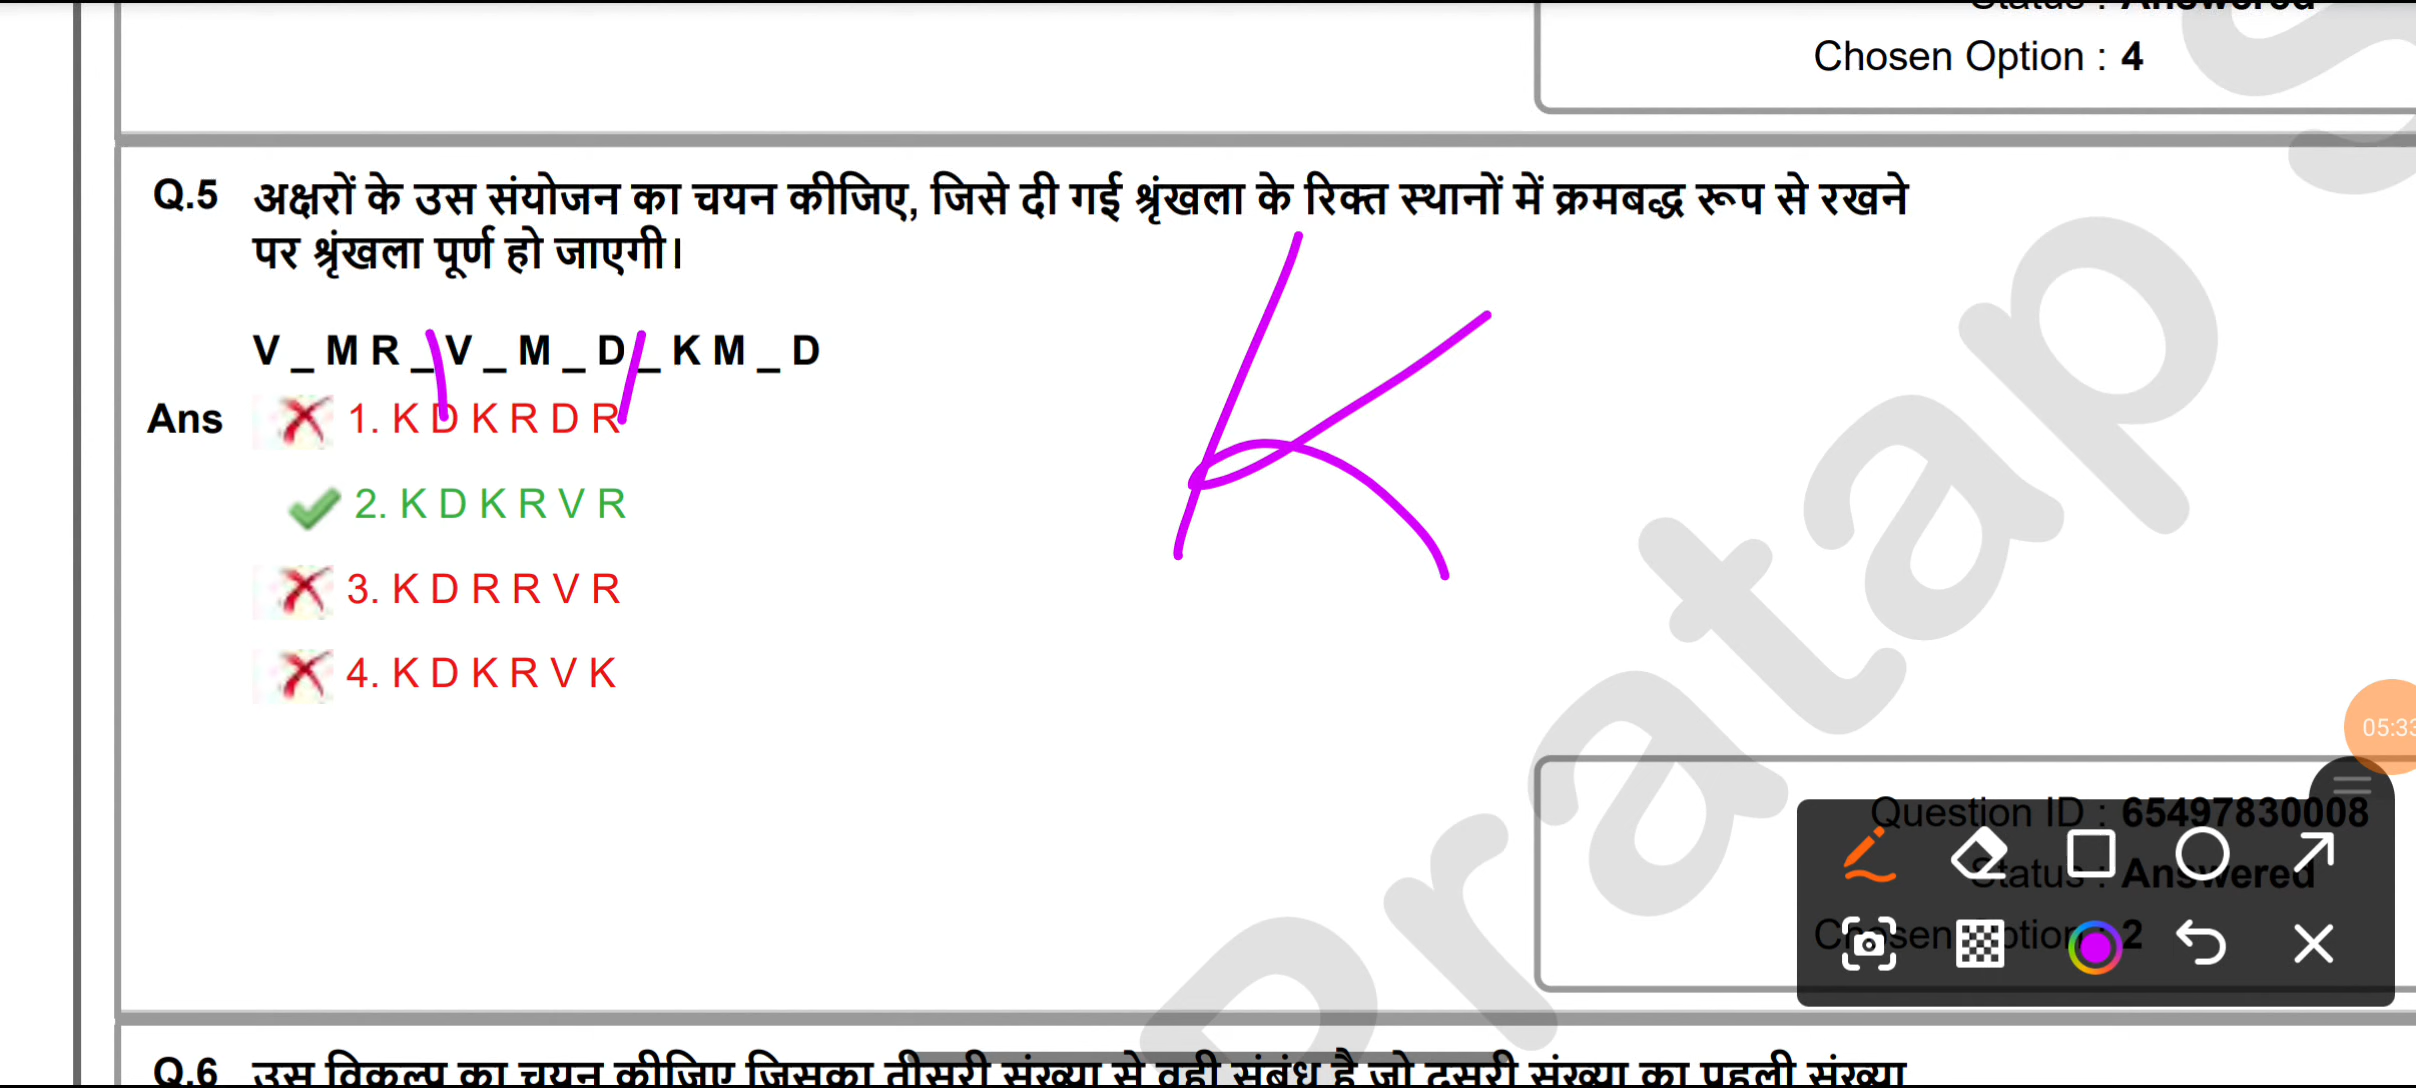 Chosen Option : 4
Q.5 अक्षरों के उस संयोजन का चयन कीजिए, जिसे दी गई श्रृंखला के रिक्त स्थानों में क्रमबद्ध रूप से रखने
पर श्रृंखला पूर्ण हो जाएगी।
V _ M R _ V _ M _ D _ K M _ D
Ans 1. K D K R D R
2. K D K R V R
3. K D R R V R
4. K D K R V K
K
Pratap
05:33
Question ID : 65497830008
Status : Answered
Chosen Option : 2
Q.6 उस विकल्प का चयन कीजिए जिसका तीसरी संख्या से वही संबंध है जो दूसरी संख्या का पहली संख्या